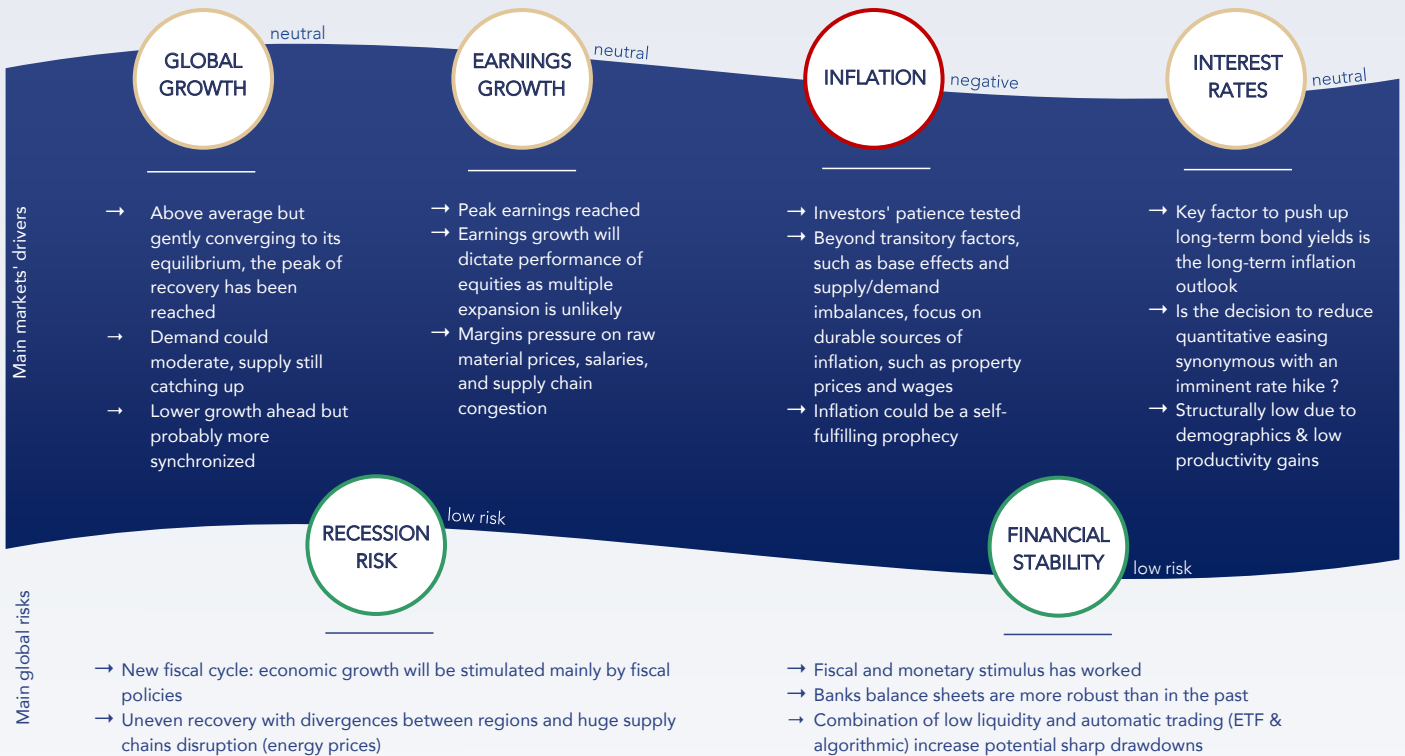 neutral
GLOBAL
GROWTH
neutral
EARNINGS
GROWTH
negative
INFLATION
neutral
INTEREST
RATES
Main markets' drivers
→ Above average but
gently converging to its
equilibrium, the peak of
recovery has been
reached
→ Demand could
moderate, supply still
catching up
→ Lower growth ahead but
probably more
synchronized
→ Peak earnings reached
→ Earnings growth will
dictate performance of
equities as multiple
expansion is unlikely
→ Margins pressure on raw
material prices, salaries,
and supply chain
congestion
→ Investors' patience tested
→ Beyond transitory factors,
such as base effects and
supply/demand
imbalances, focus on
durable sources of
inflation, such as property
prices and wages
→ Inflation could be a self-
fulfilling prophecy
→ Key factor to push up
long-term bond yields is
the long-term inflation
outlook
→ Is the decision to reduce
quantitative easing
synonymous with an
imminent rate hike ?
→ Structurally low due to
demographics & low
productivity gains
low risk
RECESSION
RISK
FINANCIAL
STABILITY
low risk
Main global risks
→ New fiscal cycle: economic growth will be stimulated mainly by fiscal
policies
→ Uneven recovery with divergences between regions and huge supply
chains disruption (energy prices)
→ Fiscal and monetary stimulus has worked
→ Banks balance sheets are more robust than in the past
→ Combination of low liquidity and automatic trading (ETF &
algorithmic) increase potential sharp drawdowns